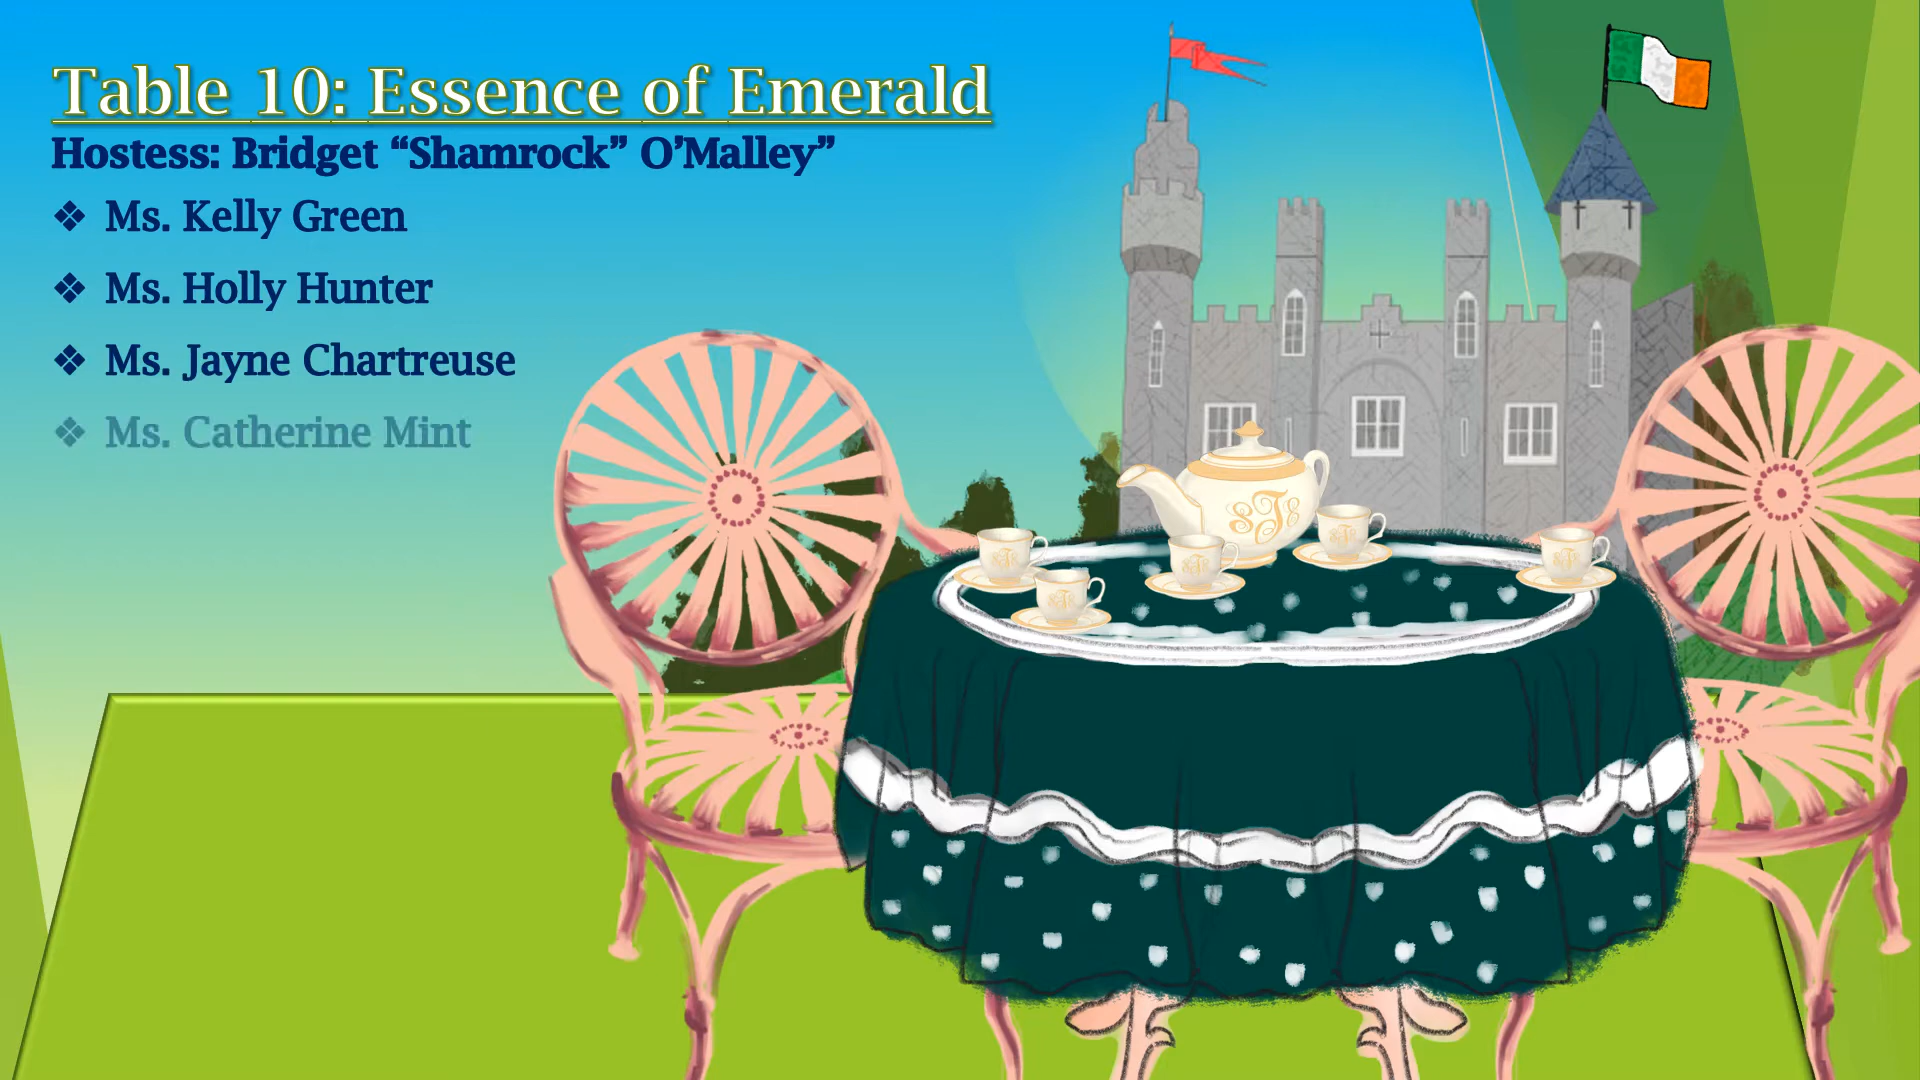 Table 10: Essence of Emerald
Hostess: Bridget “Shamrock” O’Malley”
❖ Ms. Kelly Green
❖ Ms. Holly Hunter
❖ Ms. Jayne Chartreuse
❖ Ms. Catherine Mint